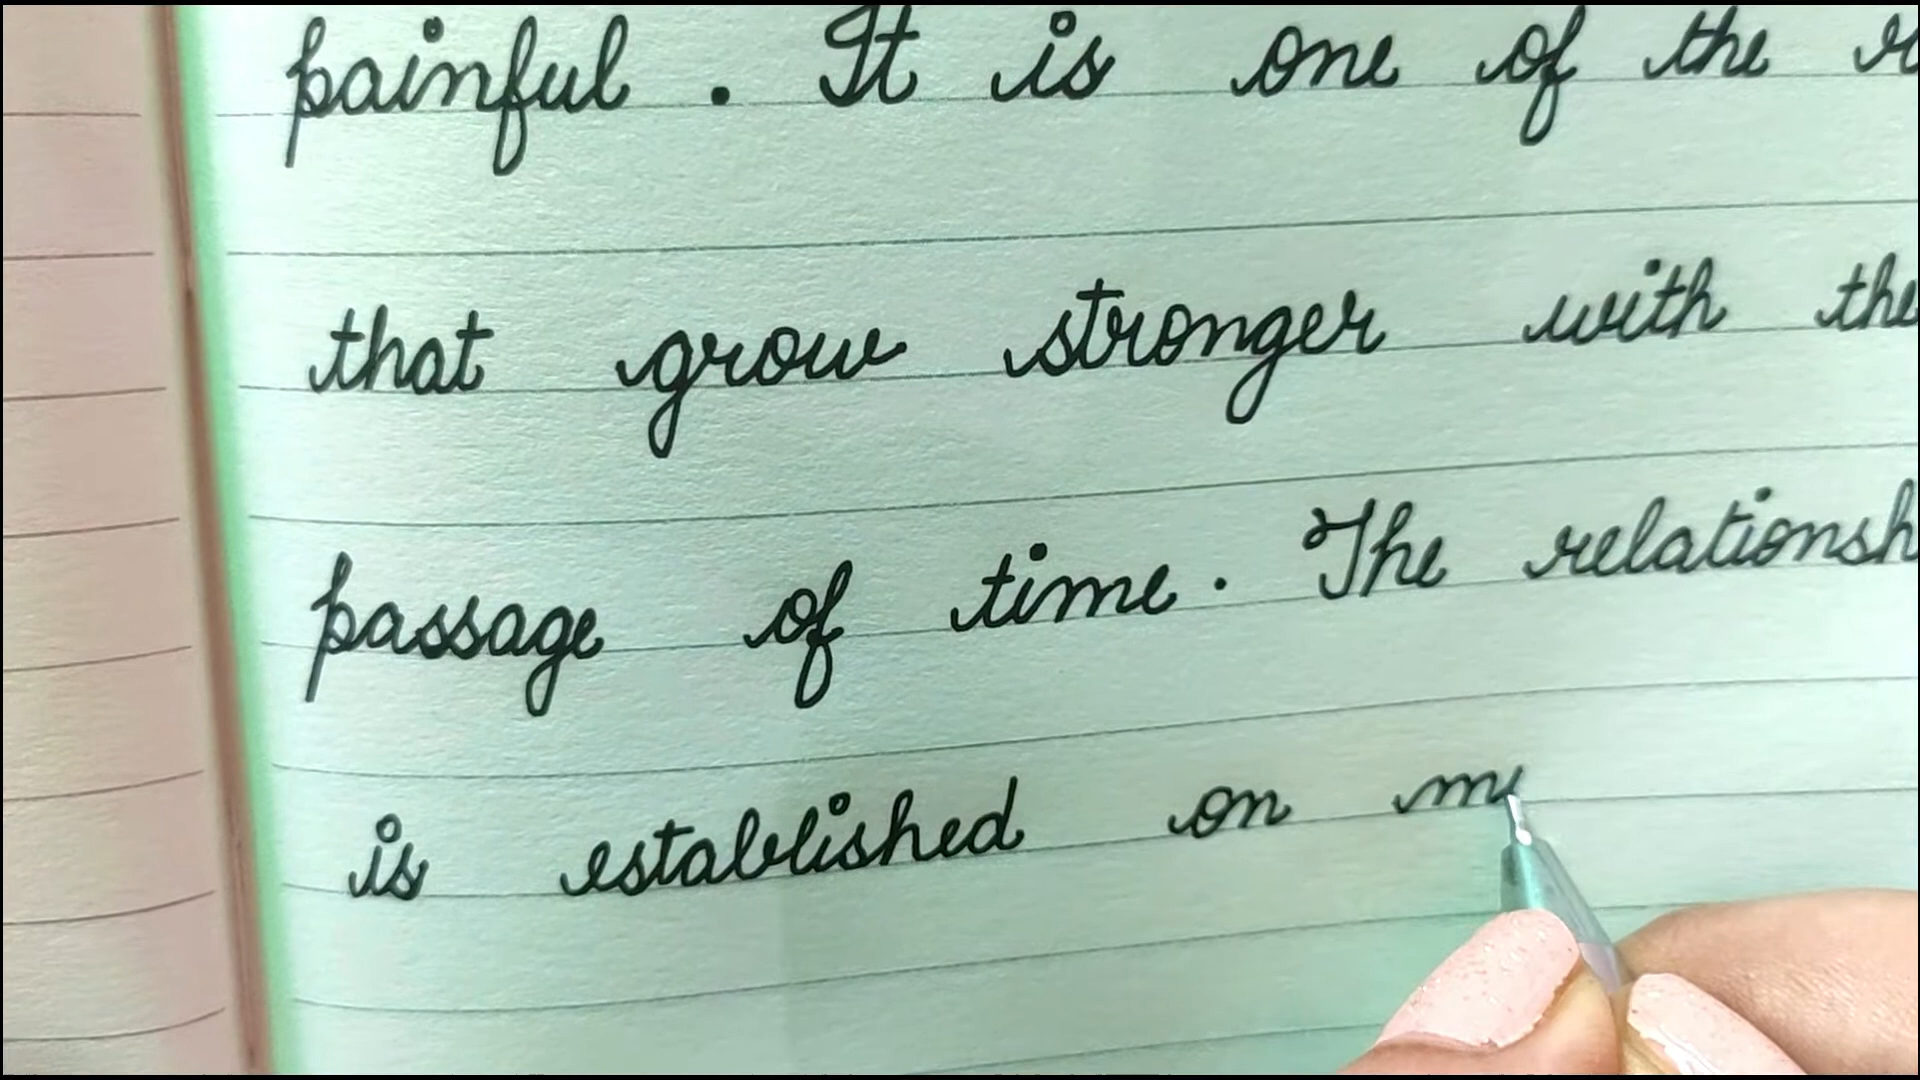 painful. It is one of the
that grow stronger with the
passage of time. The relationsh
is established on